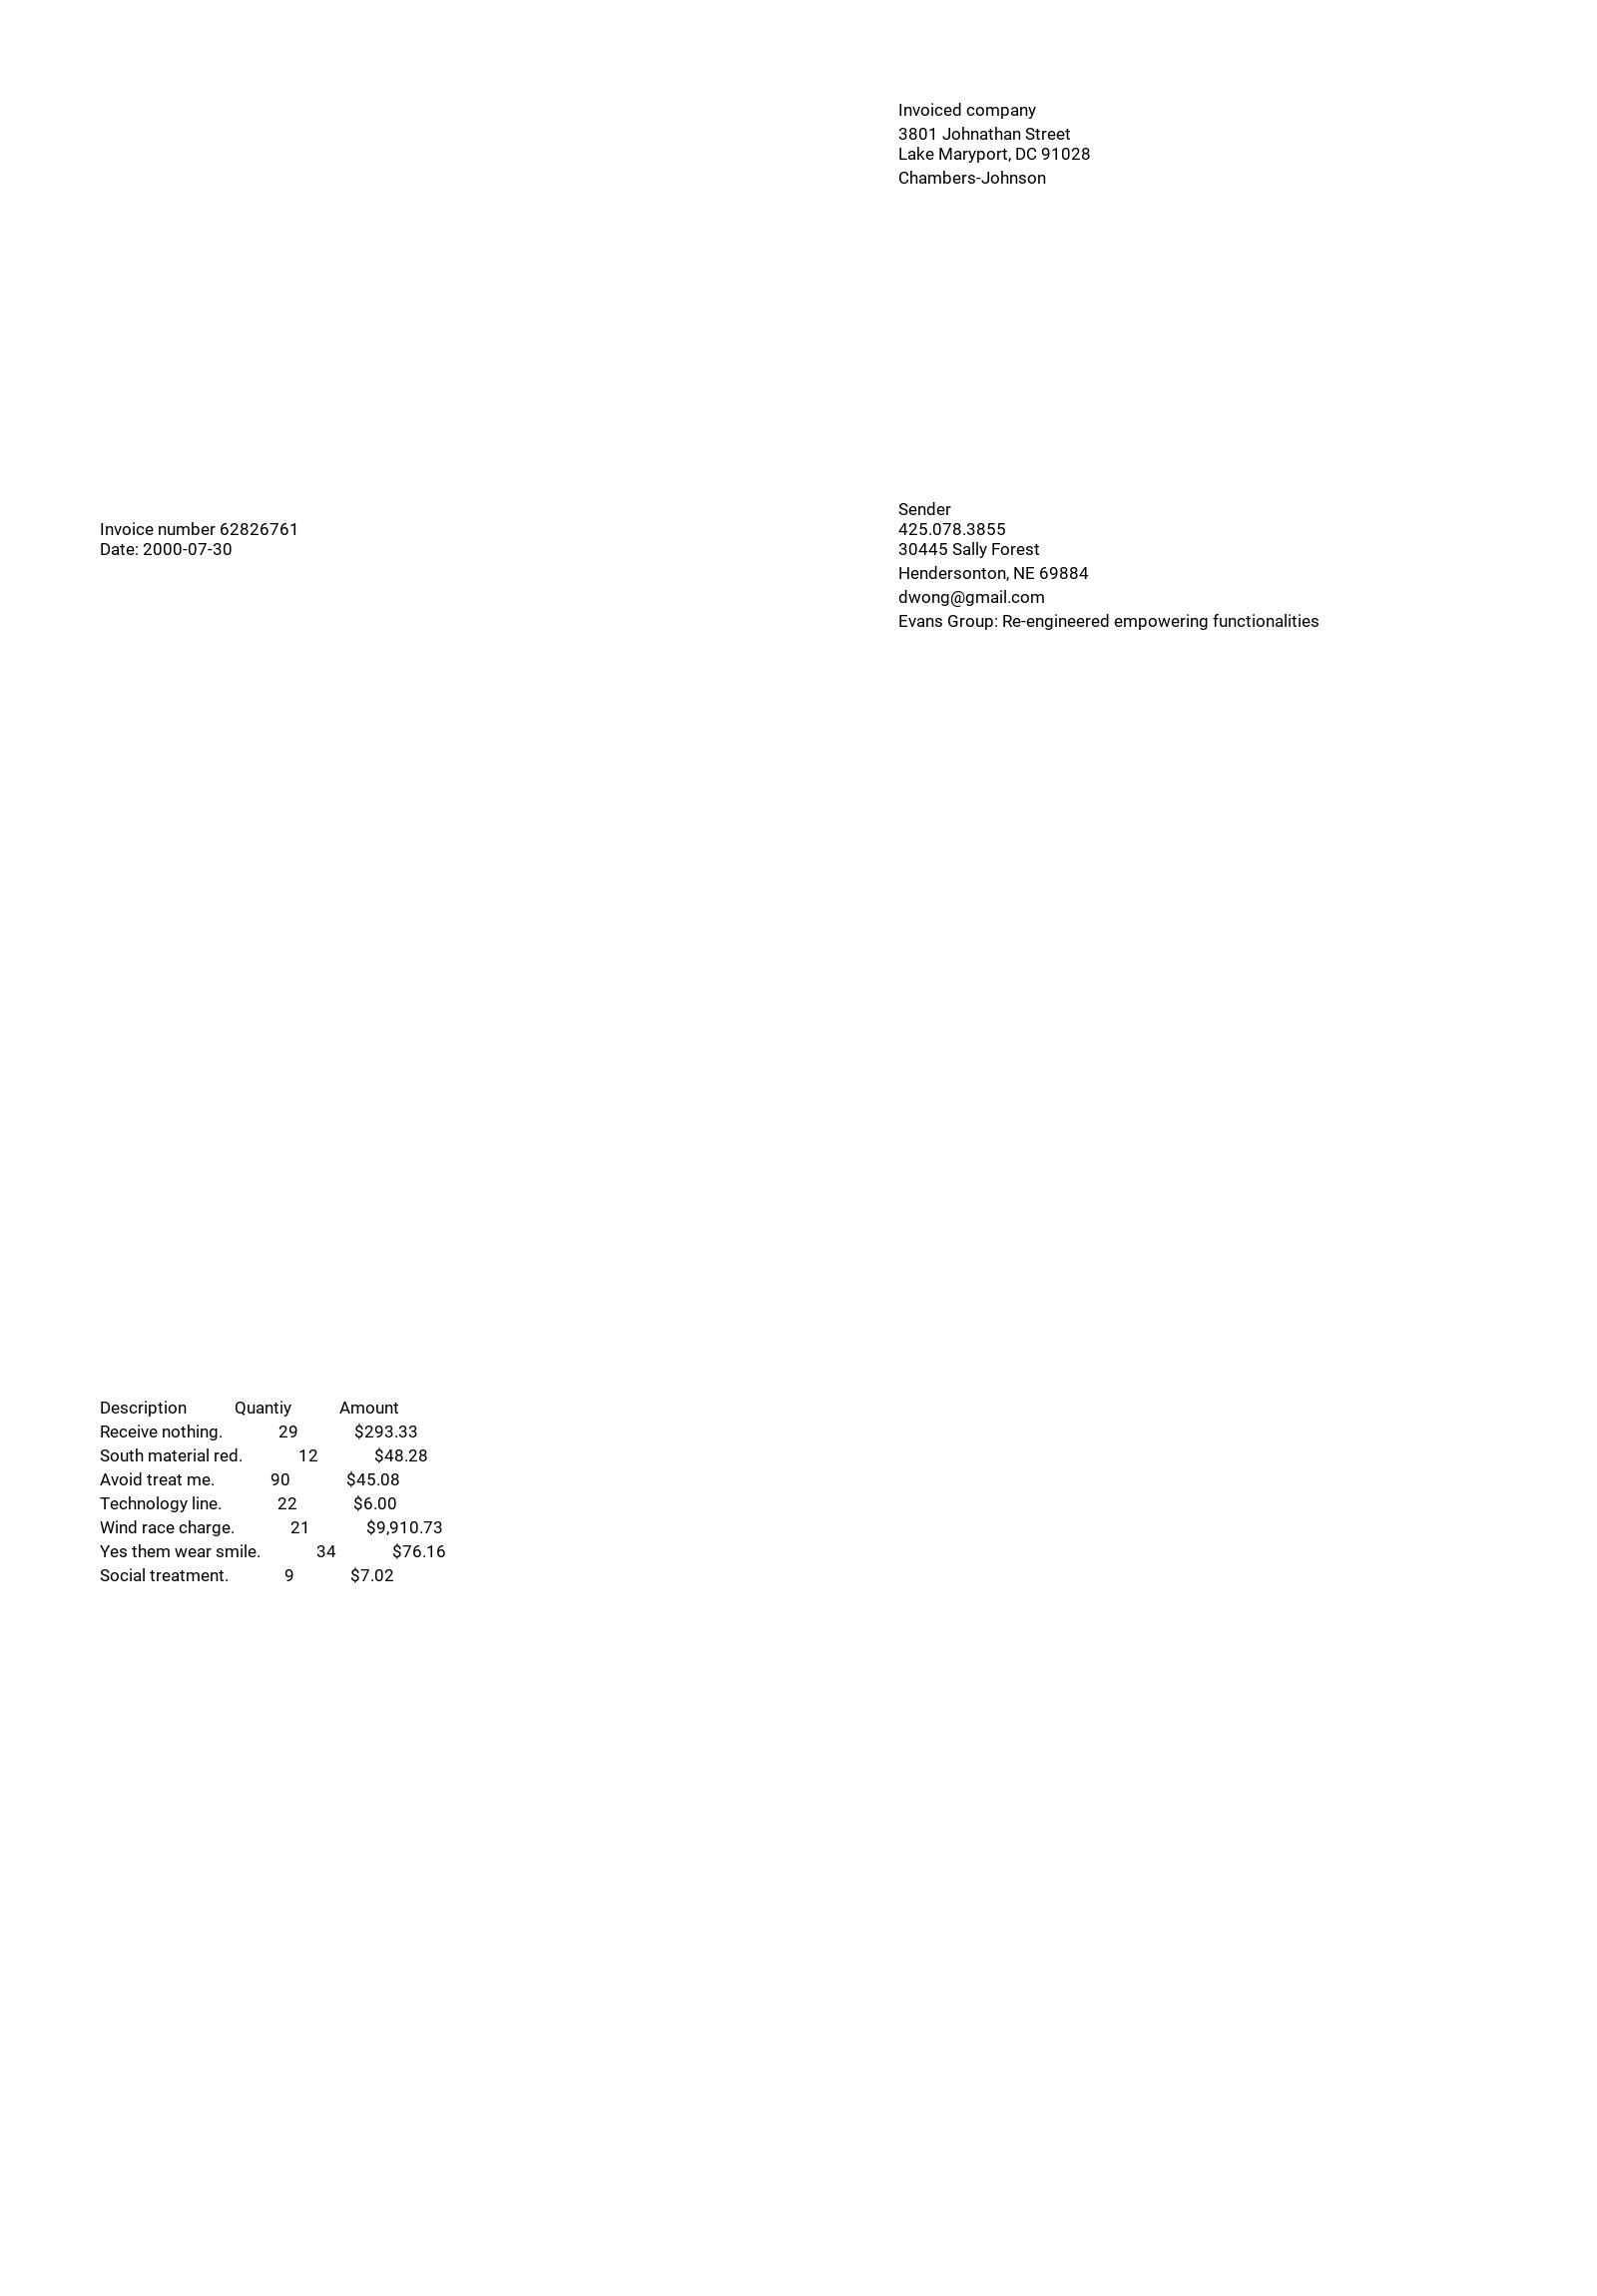 Invoiced company
3801 Johnathan Street
Lake Maryport, DC 91028
Chambers-Johnson
Invoice number 62826761
Date: 2000-07-30
Sender
425.078.3855
30445 Sally Forest
Hendersonton, NE 69884
dwong@gmail.com
Evans Group: Re-engineered empowering functionalities
Description Quantiy Amount
Receive nothing. 29 $293.33
South material red. 12 $48.28
Avoid treat me. 90 $45.08
Technology line. 22 $6.00
Wind race charge. 21 $9,910.73
Yes them wear smile. 34 $76.16
Social treatment. 9 $7.02